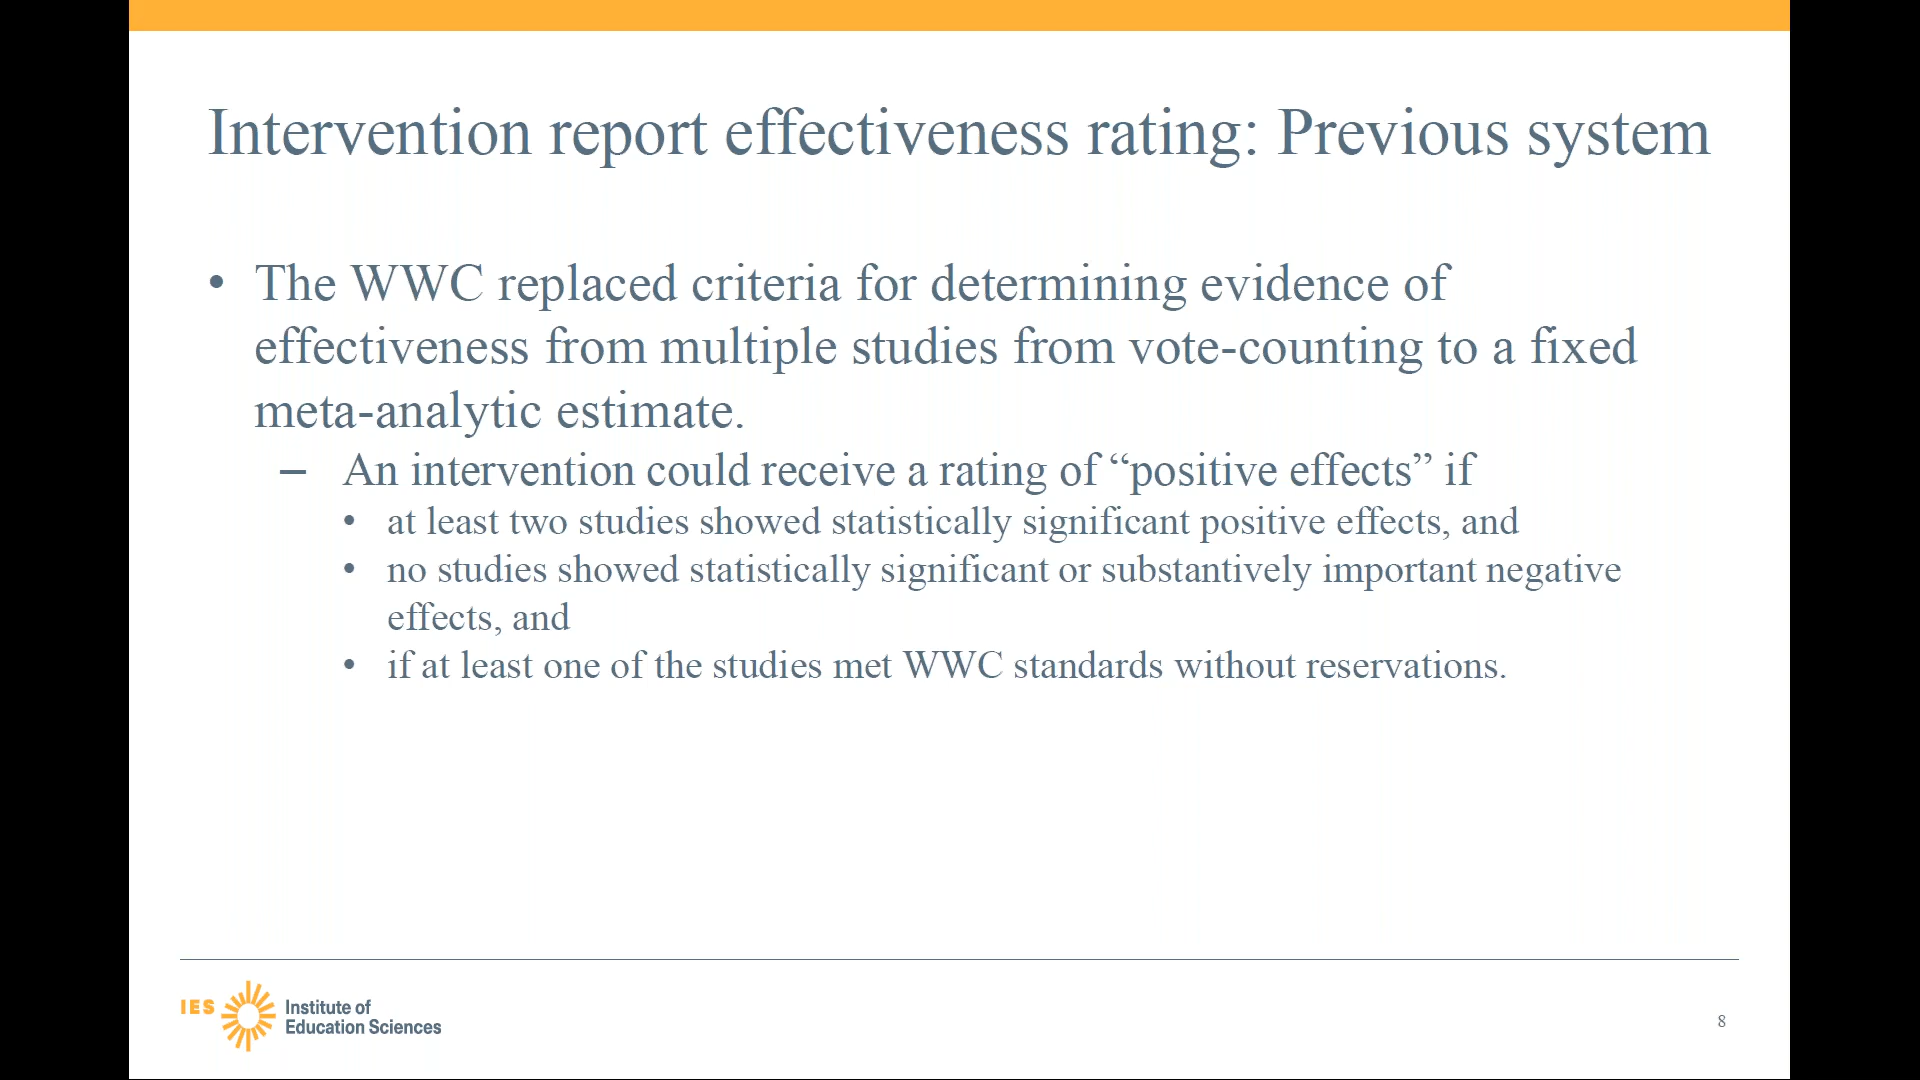 Intervention report effectiveness rating: Previous system
• The WWC replaced criteria for determining evidence of
effectiveness from multiple studies from vote-counting to a fixed
meta-analytic estimate.
– An intervention could receive a rating of “positive effects” if
• at least two studies showed statistically significant positive effects, and
• no studies showed statistically significant or substantively important negative
effects, and
• if at least one of the studies met WWC standards without reservations.
IES
Institute of
Education Sciences
8